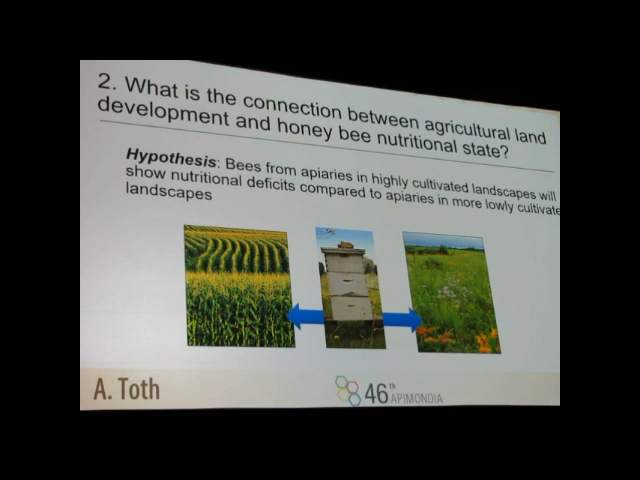 2. What is the connection between agricultural land
development and honey bee nutritional state?
Hypothesis: Bees from apiaries in highly cultivated landscapes will
show nutritional deficits compared to apiaries in more lowly cultivate
landscapes
A. Toth
46th
APIMONDIA